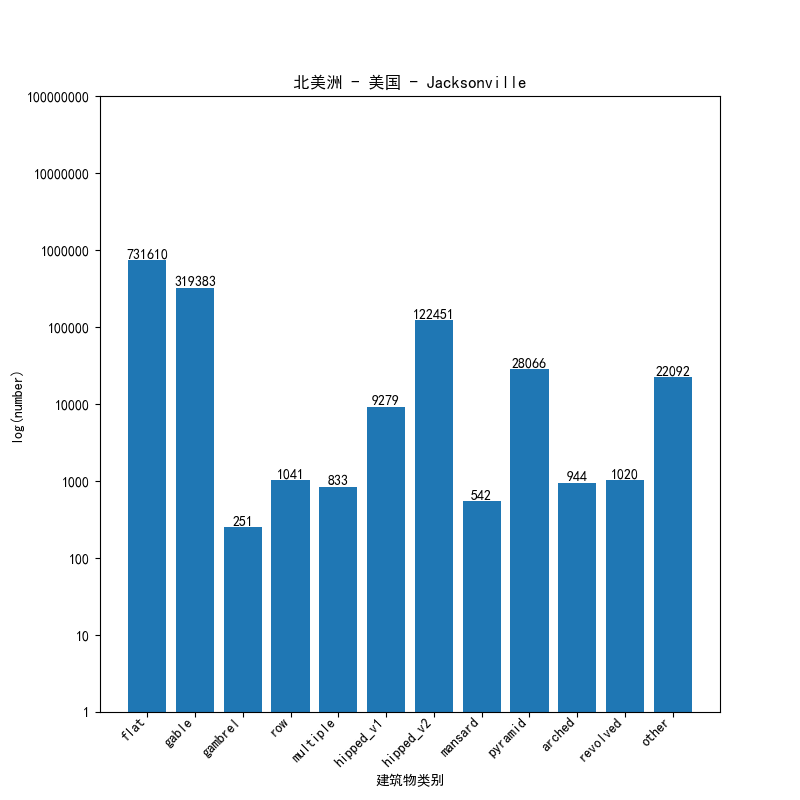 北美洲 - 美国 - Jacksonville
100000000
10000000
1000000
100000
10000
1000
100
10
1
log(number)
731610
319383
251
1041
833
9279
122451
542
28066
944
1020
22092
flat
gable
gambrel
row
multiple
hipped_v1
hipped_v2
mansard
pyramid
arched
revolved
other
建筑物类别